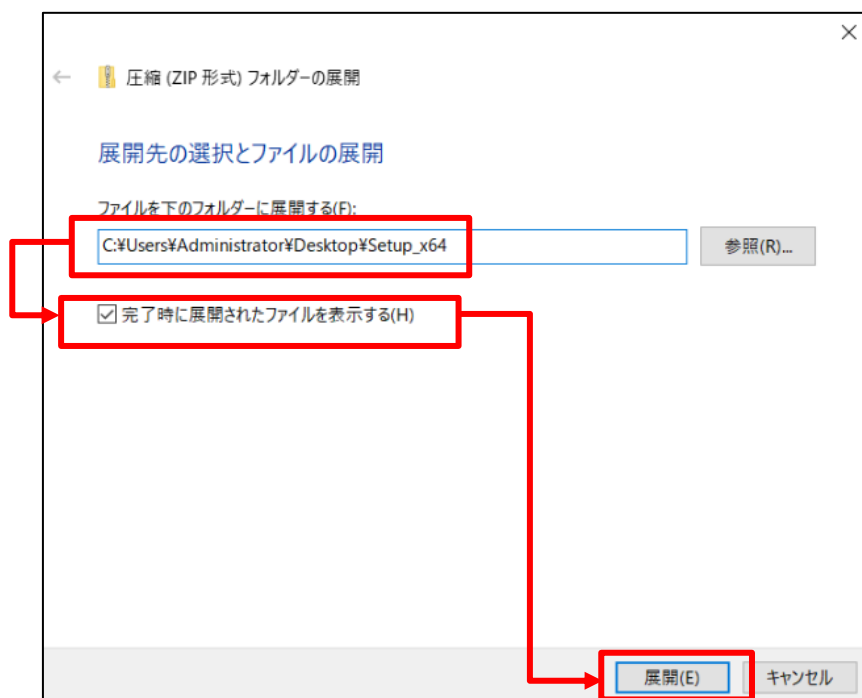 圧縮 (ZIP 形式) フォルダーの展開
展開先の選択とファイルの展開
ファイルを下のフォルダーに展開する(F):
C:¥Users¥Administrator¥Desktop¥Setup_x64
参照(R)...
完了時に展開されたファイルを表示する(H)
展開(E)
キャンセル